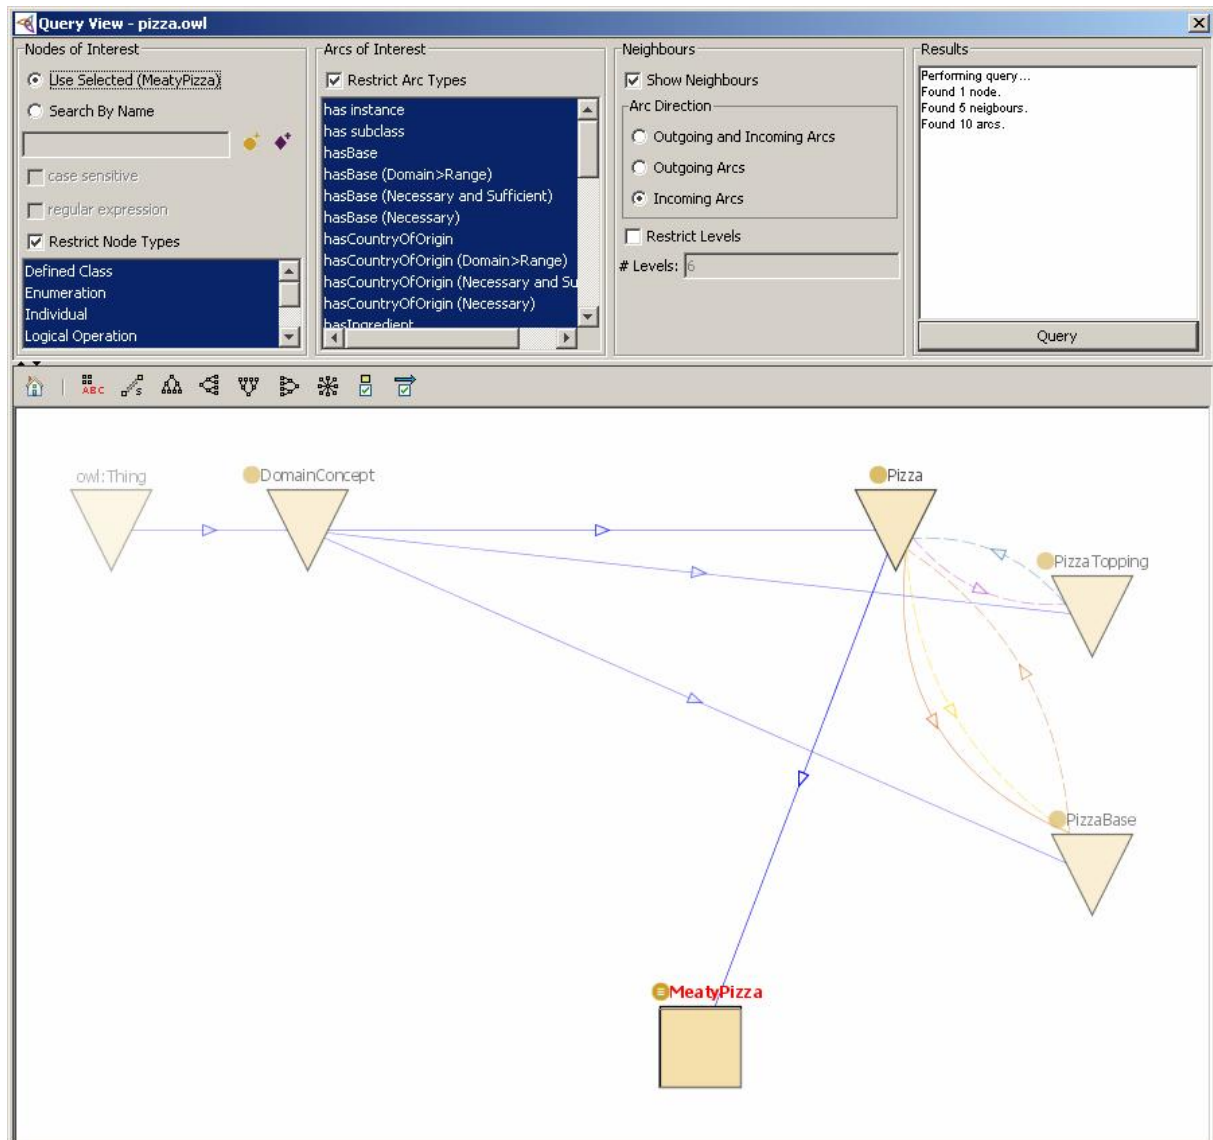 Query View - pizza.owl
Nodes of Interest
Use Selected (MeatyPizza)
Search By Name
case sensitive
regular expression
Restrict Node Types
Defined Class
Enumeration
Individual
Logical Operation
Arcs of Interest
Restrict Arc Types
has instance
has subclass
hasBase
hasBase (Domain>Range)
hasBase (Necessary and Sufficient)
hasBase (Necessary)
hasCountryOfOrigin
hasCountryOfOrigin (Domain>Range)
hasCountryOfOrigin (Necessary and Su
hasCountryOfOrigin (Necessary)
hasIngredient
Neighbours
Show Neighbours
Arc Direction
Outgoing and Incoming Arcs
Outgoing Arcs
Incoming Arcs
Restrict Levels
# Levels: 6
Results
Performing query...
Found 1 node.
Found 5 neigbours.
Found 10 arcs.
Query
ABC
s
owl:Thing
DomainConcept
Pizza
PizzaTopping
PizzaBase
MeatyPizza